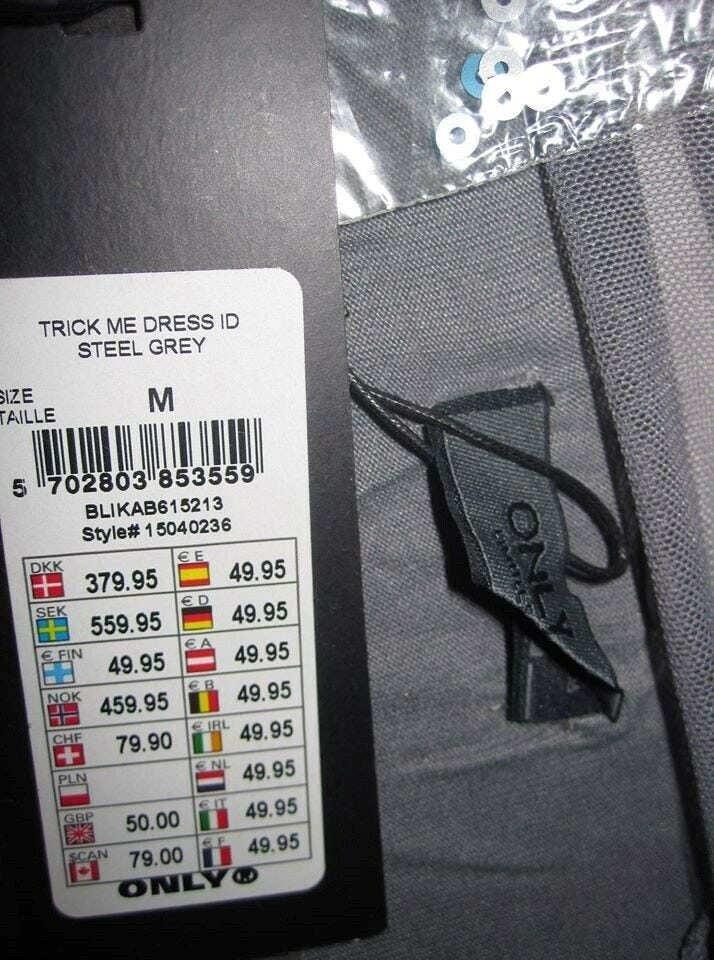 TRICK ME DRESS ID
STEEL GREY
SIZE M
TAILLE
5 702803 853559
BLIKAB615213
Style# 15040236
DKK 379.95 € E 49.95
SEK 559.95 € D 49.95
€ FIN 49.95 € A 49.95
NOK 459.95 € B 49.95
CHF 79.90 € IRL 49.95
PLN € NL 49.95
GBP 50.00 € IT 49.95
$CAN 79.00 € F 49.95
ONLY®
ONLY